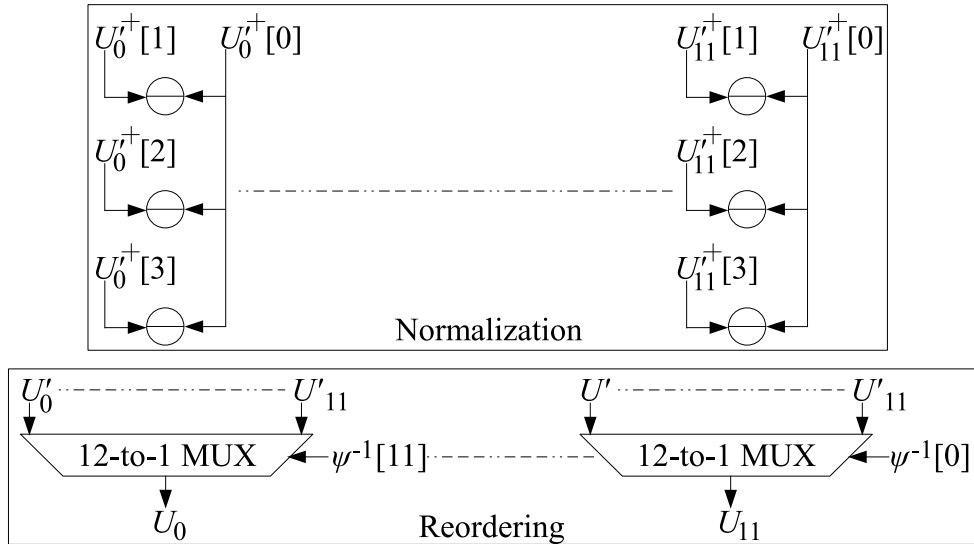 U′₀⁺[1] U′₀⁺[0] U′₁₁⁺[1] U′₁₁⁺[0]
U′₀⁺[2] U′₁₁⁺[2]
U′₀⁺[3] U′₁₁⁺[3]
Normalization
U′₀ U′₁₁ U′ U′₁₁
12-to-1 MUX ψ⁻¹[11] 12-to-1 MUX ψ⁻¹[0]
U₀ U₁₁
Reordering